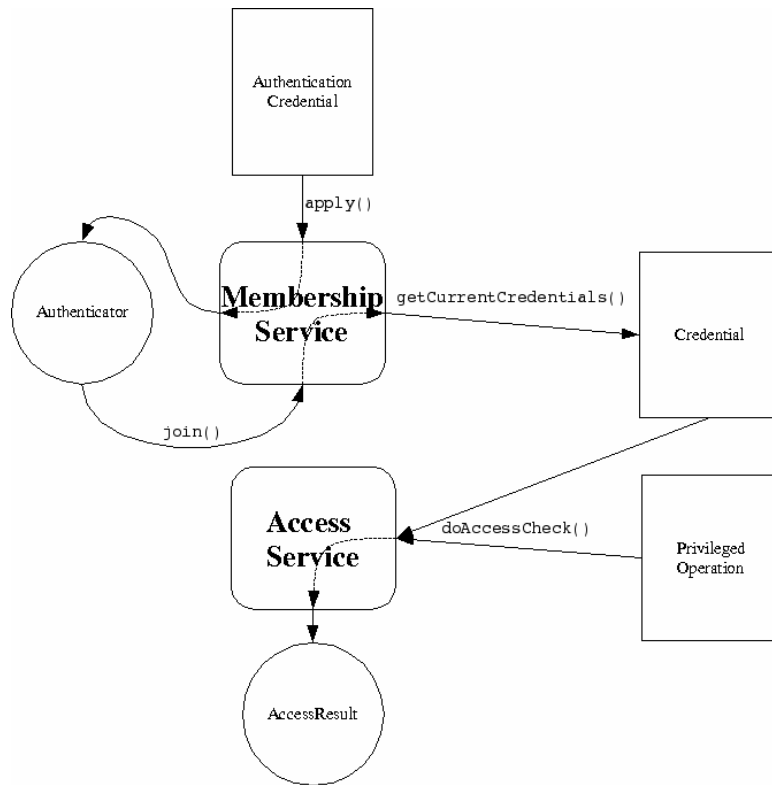 Authentication
Credential
apply()
Membership
Service
getCurrentCredentials()
Authenticator
Credential
join()
Access
Service
doAccessCheck()
Privileged
Operation
AccessResult